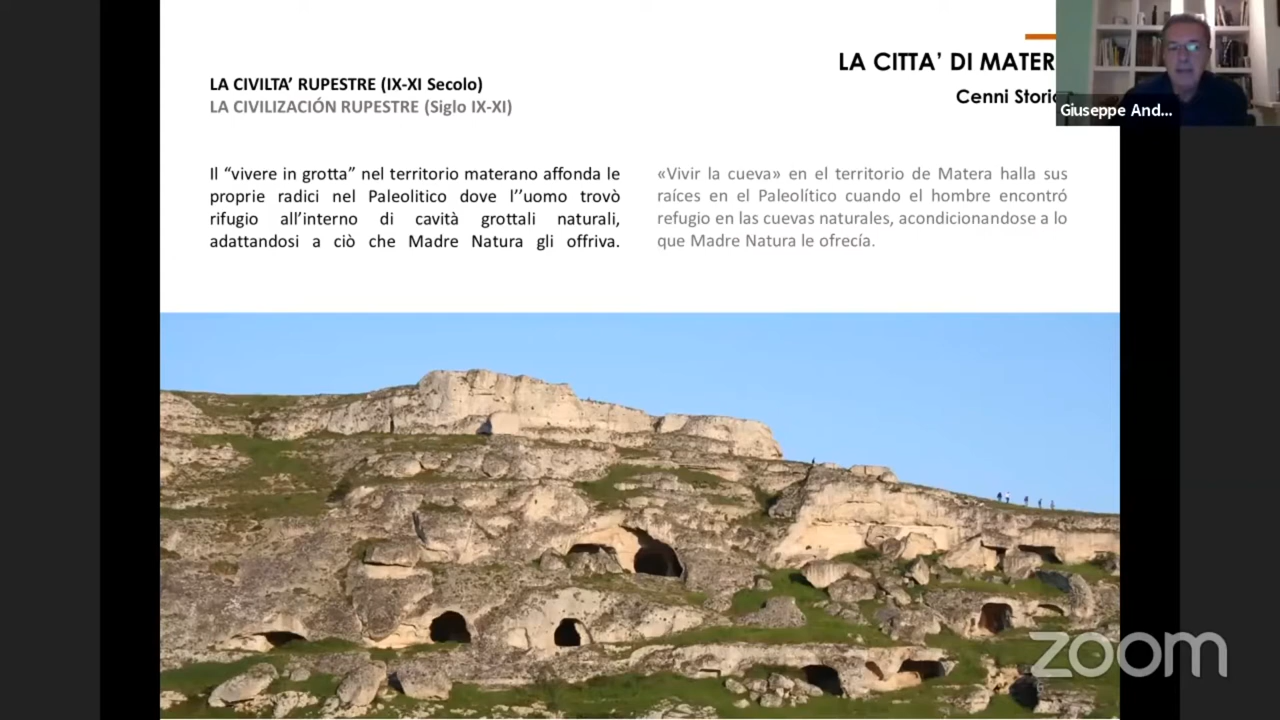 LA CIVILTA’ RUPESTRE (IX-XI Secolo)
LA CIVILIZACIÓN RUPESTRE (Siglo IX-XI)
LA CITTA’ DI MATER
Cenni Storic
Giuseppe And...
Il “vivere in grotta” nel territorio materano affonda le
proprie radici nel Paleolitico dove l’’uomo trovò
rifugio all’interno di cavità grottali naturali,
adattandosi a ciò che Madre Natura gli offriva.
«Vivir la cueva» en el territorio de Matera halla sus
raíces en el Paleolítico cuando el hombre encontró
refugio en las cuevas naturales, acondicionandose a lo
que Madre Natura le ofrecía.
zoom